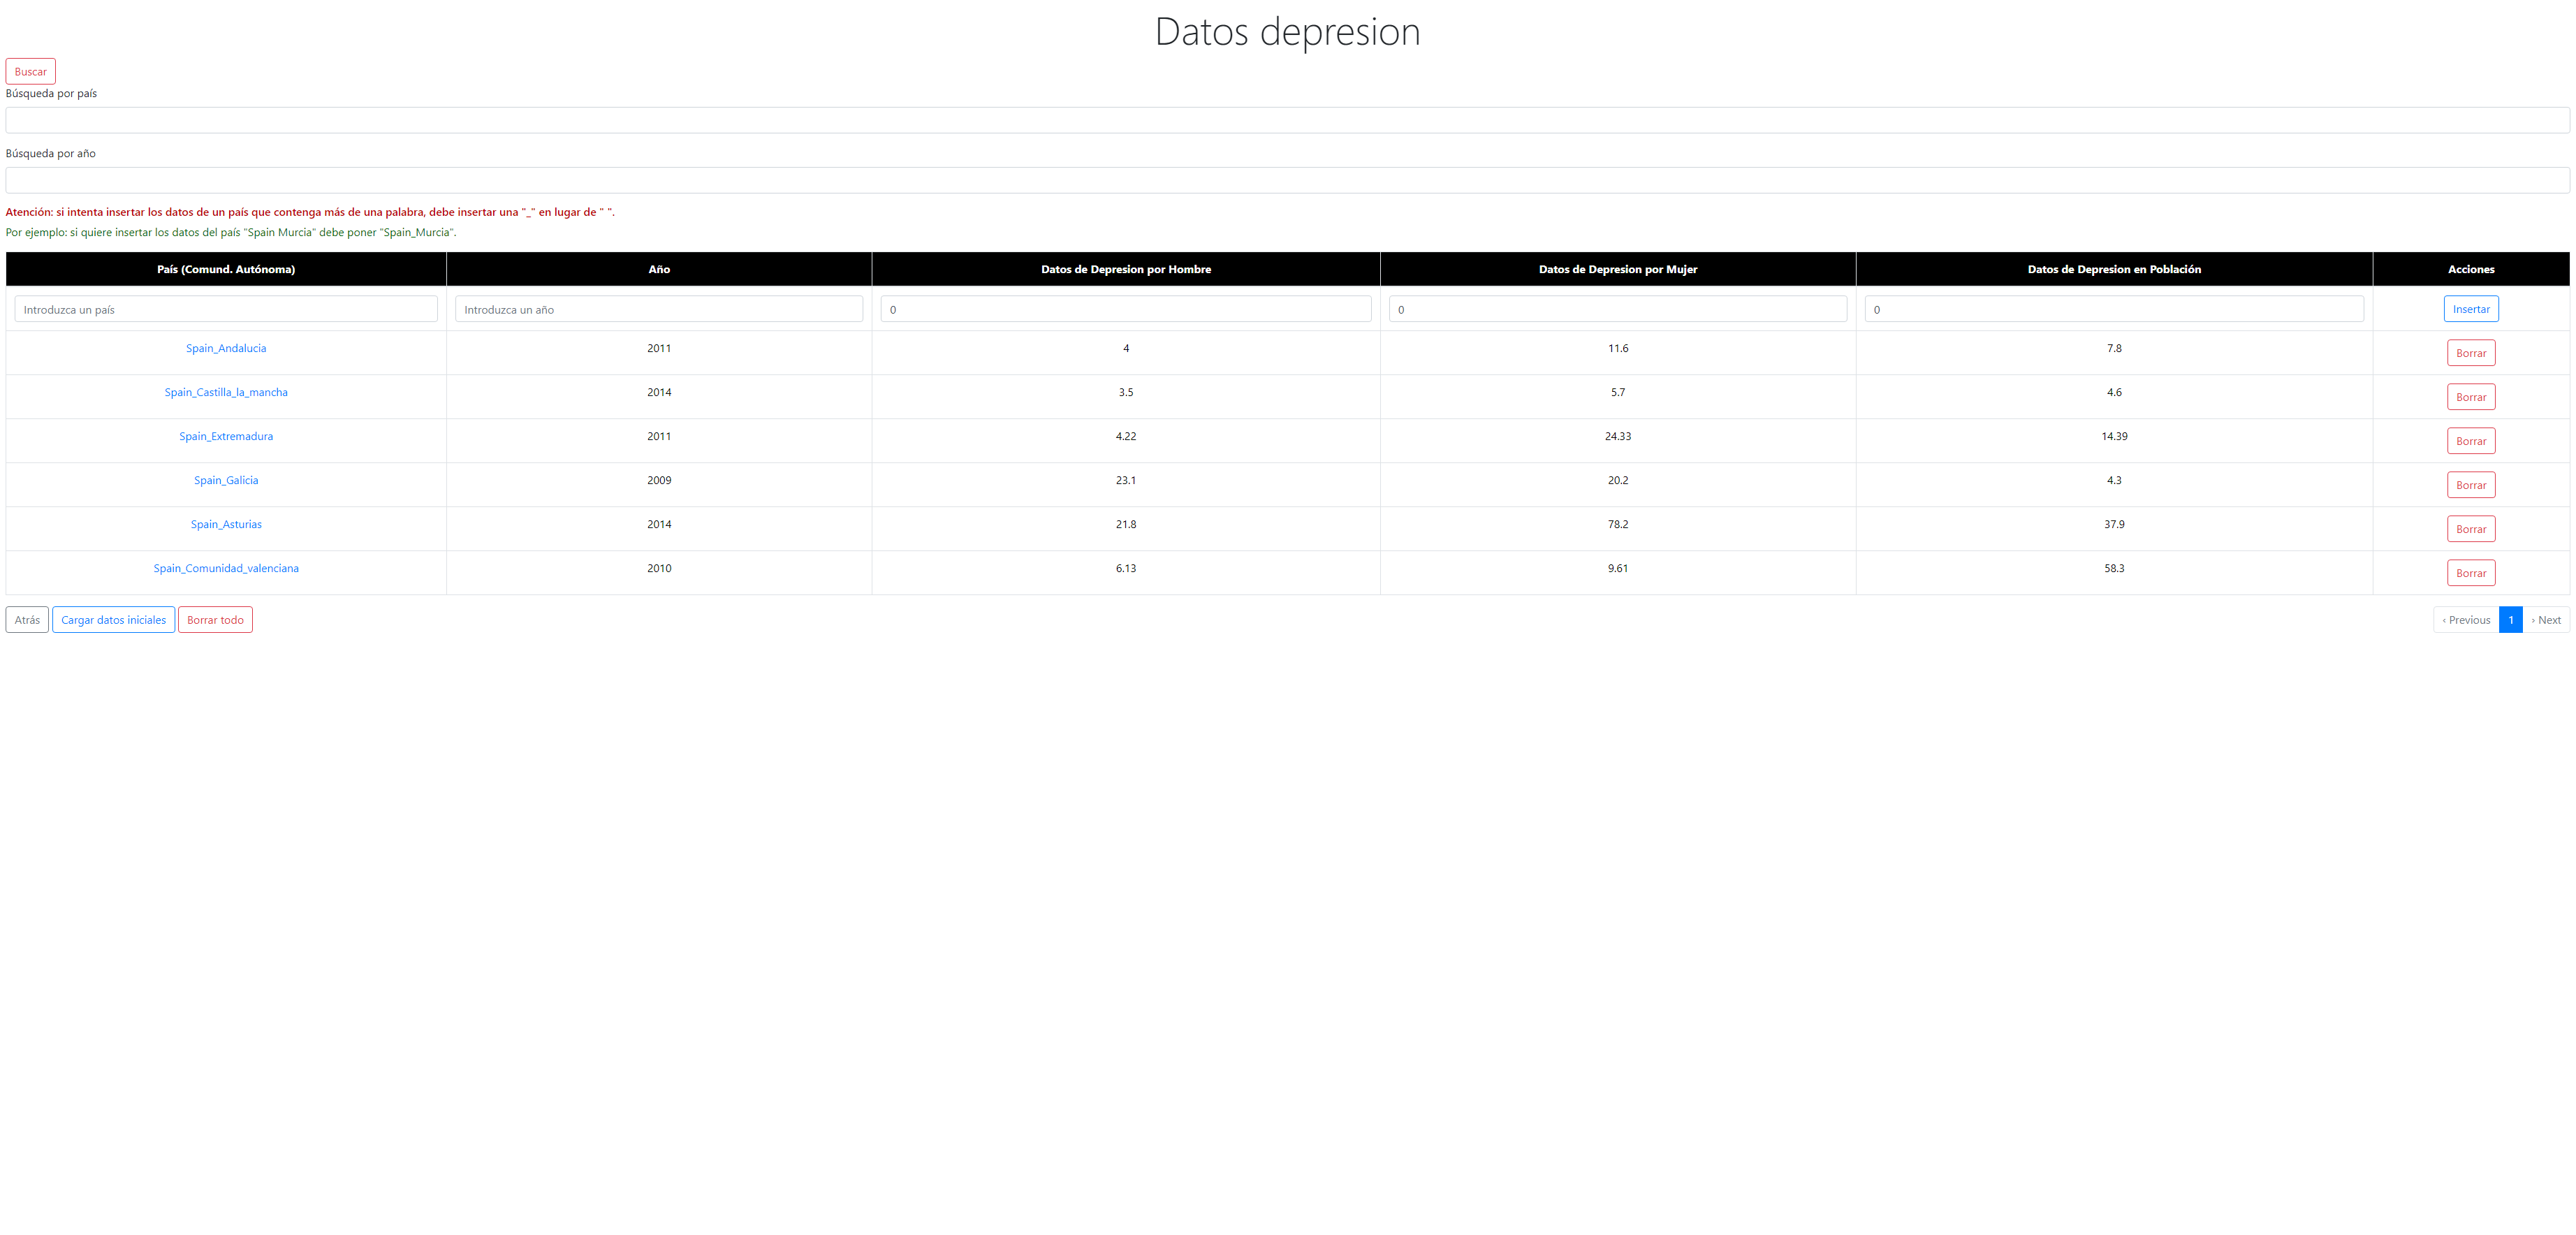 Datos depresion
Buscar
Búsqueda por país
Búsqueda por año
Atención: si intenta insertar los datos de un país que contenga más de una palabra, debe insertar una "_" en lugar de " ".
Por ejemplo: si quiere insertar los datos del país "Spain Murcia" debe poner "Spain_Murcia".
País (Comund. Autónoma) Año Datos de Depresion por Hombre Datos de Depresion por Mujer Datos de Depresion en Población Acciones
Introduzca un país Introduzca un año 0 0 0 Insertar
Spain_Andalucia 2011 4 11.6 7.8 Borrar
Spain_Castilla_la_mancha 2014 3.5 5.7 4.6 Borrar
Spain_Extremadura 2011 4.22 24.33 14.39 Borrar
Spain_Galicia 2009 23.1 20.2 4.3 Borrar
Spain_Asturias 2014 21.8 78.2 37.9 Borrar
Spain_Comunidad_valenciana 2010 6.13 9.61 58.3 Borrar
Atrás Cargar datos iniciales Borrar todo ‹ Previous 1 › Next